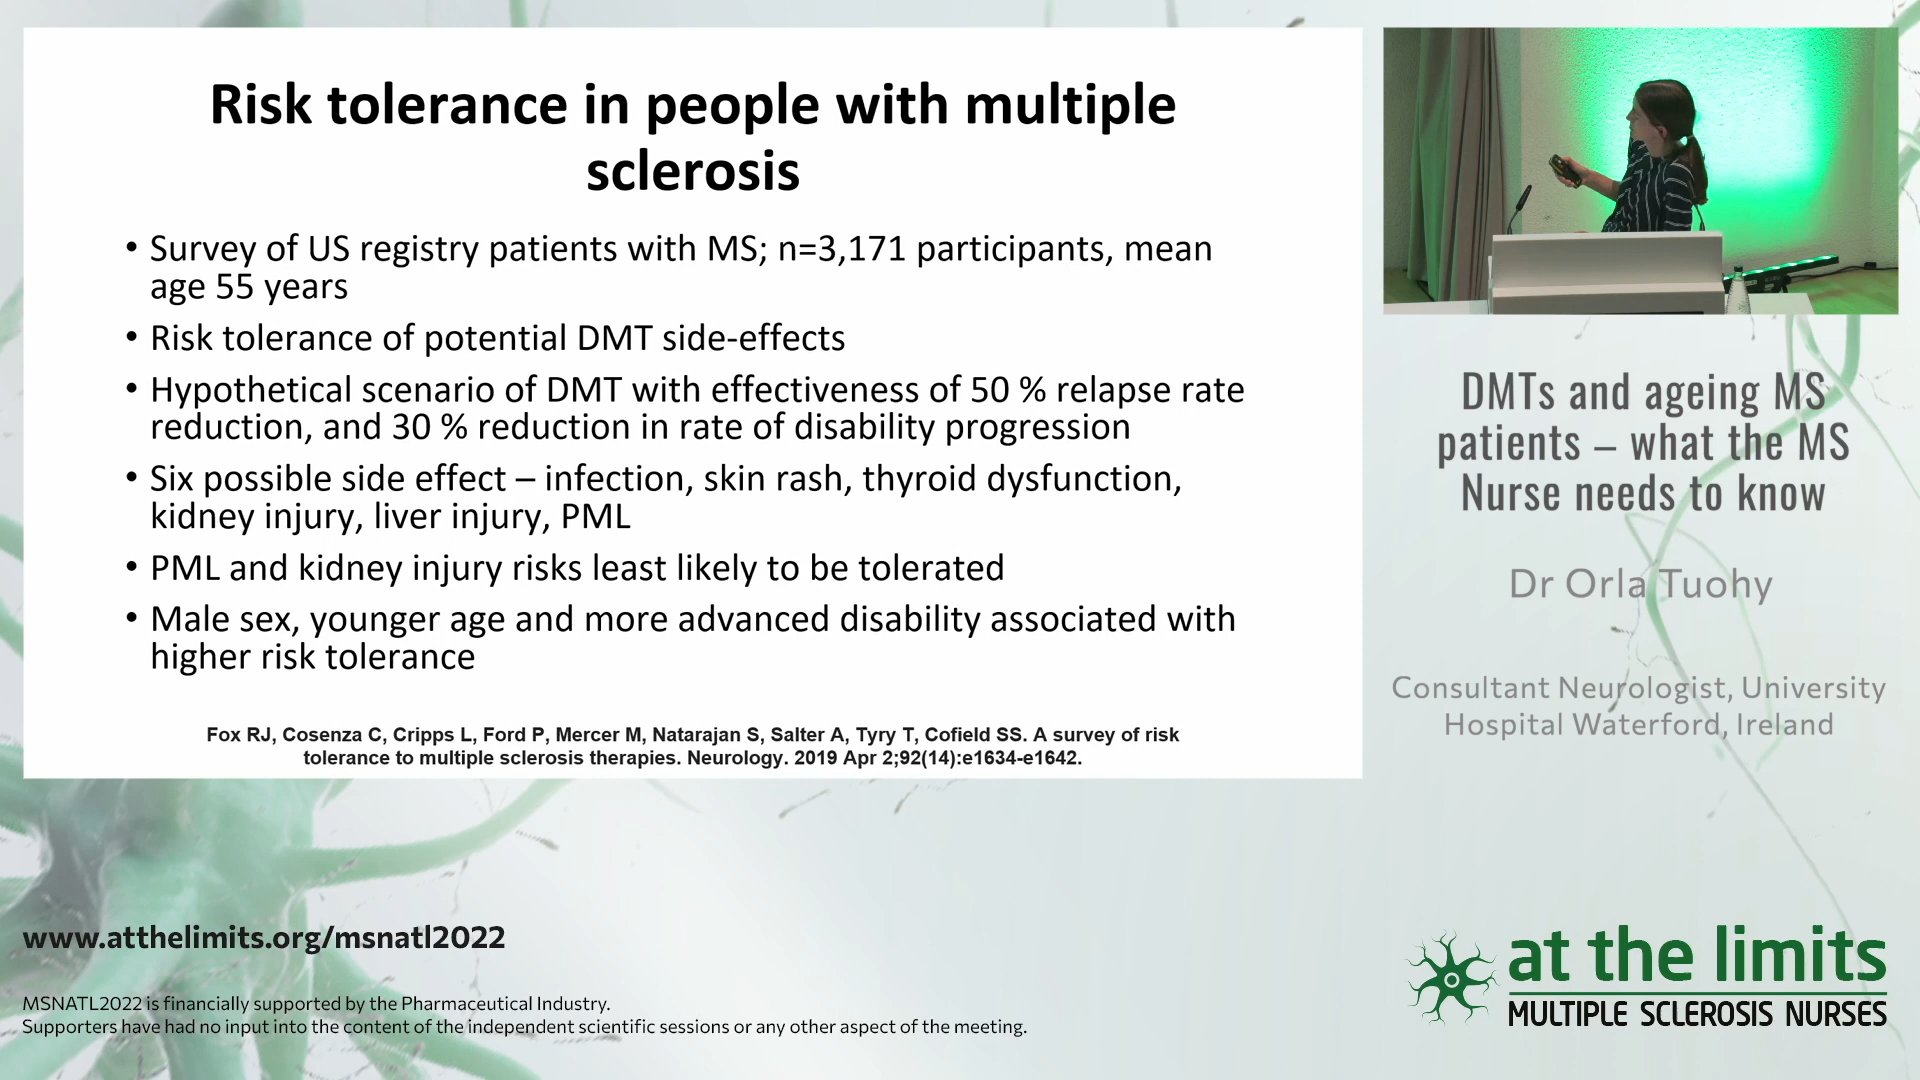 Risk tolerance in people with multiple
sclerosis
• Survey of US registry patients with MS; n=3,171 participants, mean
age 55 years
• Risk tolerance of potential DMT side-effects
• Hypothetical scenario of DMT with effectiveness of 50 % relapse rate
reduction, and 30 % reduction in rate of disability progression
• Six possible side effect – infection, skin rash, thyroid dysfunction,
kidney injury, liver injury, PML
• PML and kidney injury risks least likely to be tolerated
• Male sex, younger age and more advanced disability associated with
higher risk tolerance
Fox RJ, Cosenza C, Cripps L, Ford P, Mercer M, Natarajan S, Salter A, Tyry T, Cofield SS. A survey of risk
tolerance to multiple sclerosis therapies. Neurology. 2019 Apr 2;92(14):e1634-e1642.
DMTs and ageing MS
patients – what the MS
Nurse needs to know
Dr Orla Tuohy
Consultant Neurologist, University
Hospital Waterford, Ireland
www.atthelimits.org/msnatl2022
MSNATL2022 is financially supported by the Pharmaceutical Industry.
Supporters have had no input into the content of the independent scientific sessions or any other aspect of the meeting.
at the limits
MULTIPLE SCLEROSIS NURSES